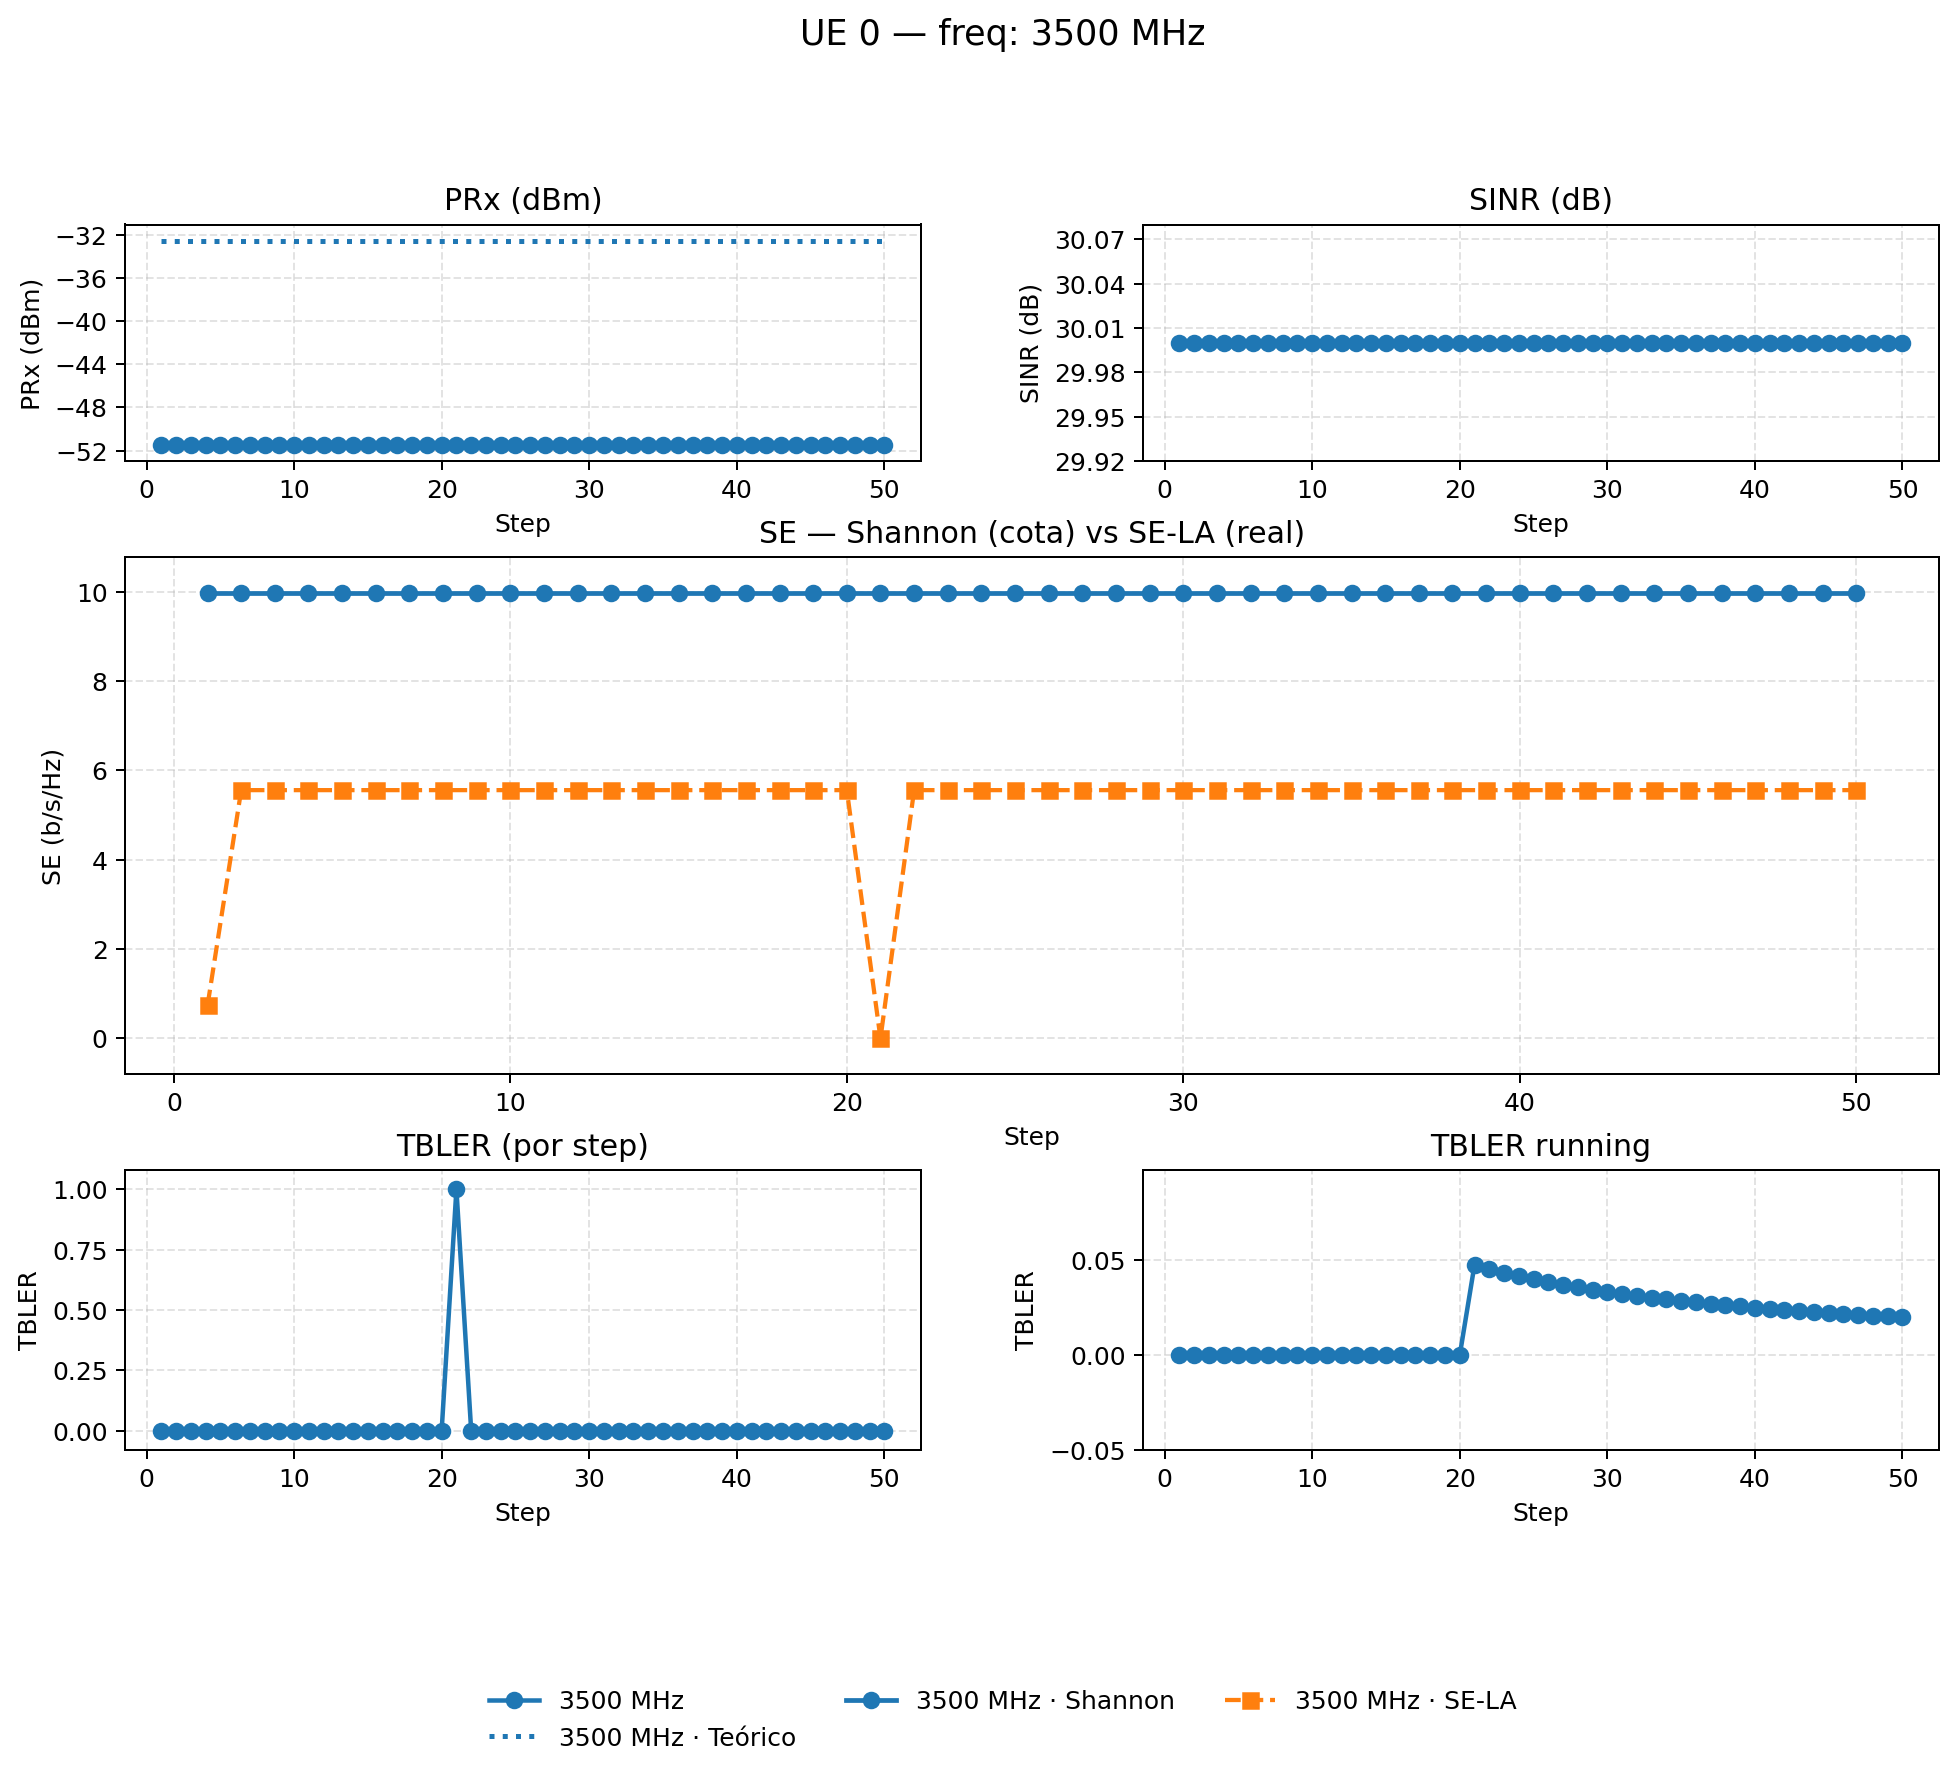 UE 0 — freq: 3500 MHz
PRx (dBm)
PRx (dBm)
−32
−36
−40
−44
−48
−52
0 10 20 30 40 50
Step
SINR (dB)
SINR (dB)
30.07
30.04
30.01
29.98
29.95
29.92
0 10 20 30 40 50
Step
SE — Shannon (cota) vs SE-LA (real)
SE (b/s/Hz)
10
8
6
4
2
0
0 10 20 30 40 50
Step
TBLER (por step)
TBLER
1.00
0.75
0.50
0.25
0.00
0 10 20 30 40 50
Step
TBLER running
TBLER
0.05
0.00
−0.05
0 10 20 30 40 50
Step
3500 MHz
3500 MHz · Teórico
3500 MHz · Shannon
3500 MHz · SE-LA